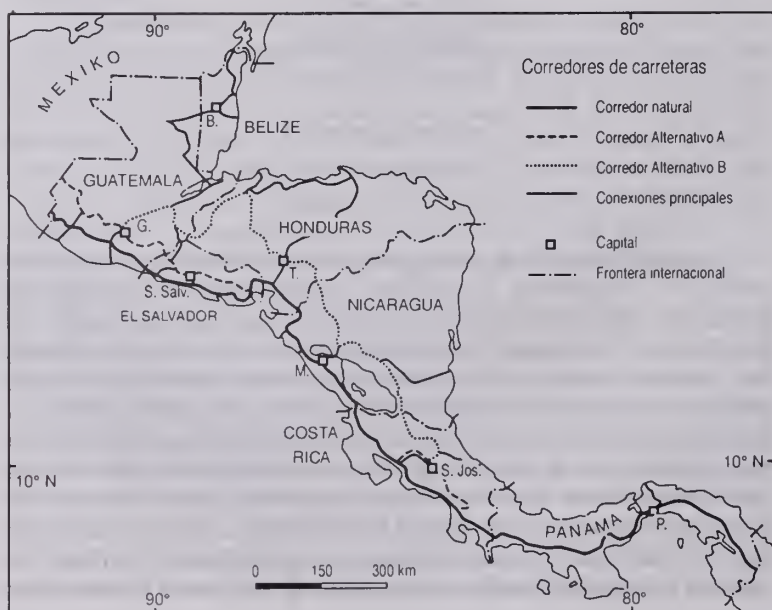 90°
80°
MEXIKO
Corredores de carreteras
Corredor natural
B.
BELIZE
Corredor Alternativo A
Corredor Alternativo B
GUATEMALA
Conexiones principales
G.
HONDURAS
Capital
T.
Frontera internacional
S. Salv.
NICARAGUA
EL SALVADOR
M.
COSTA
RICA
10° N
S. Jos.
10° N
PANAMA
P.
0 150 300 km
90°
80°